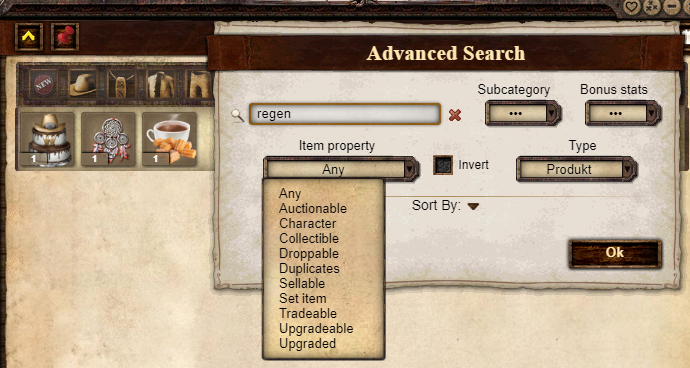 Advanced Search
NEW
Subcategory
Bonus stats
regen
...
...
Item property
Type
Any
Invert
Produkt
1
1
1
Any
Auctionable
Character
Collectible
Droppable
Duplicates
Sellable
Set item
Tradeable
Upgradeable
Upgraded
Sort By:
Ok